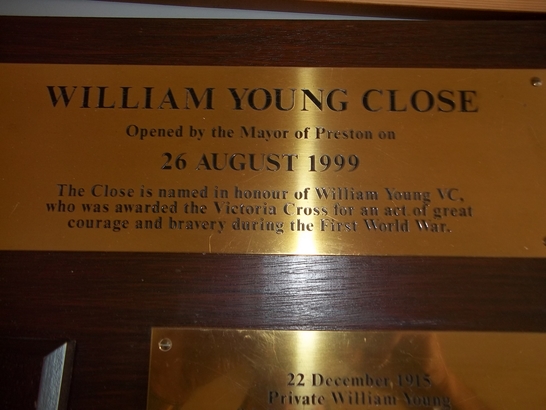 WILLIAM YOUNG CLOSE
Opened by the Mayor of Preston on
26 AUGUST 1999
The Close is named in honour of William Young VC,
who was awarded the Victoria Cross for an act of great
courage and bravery during the First World War.
22 December 1915
Private William Young